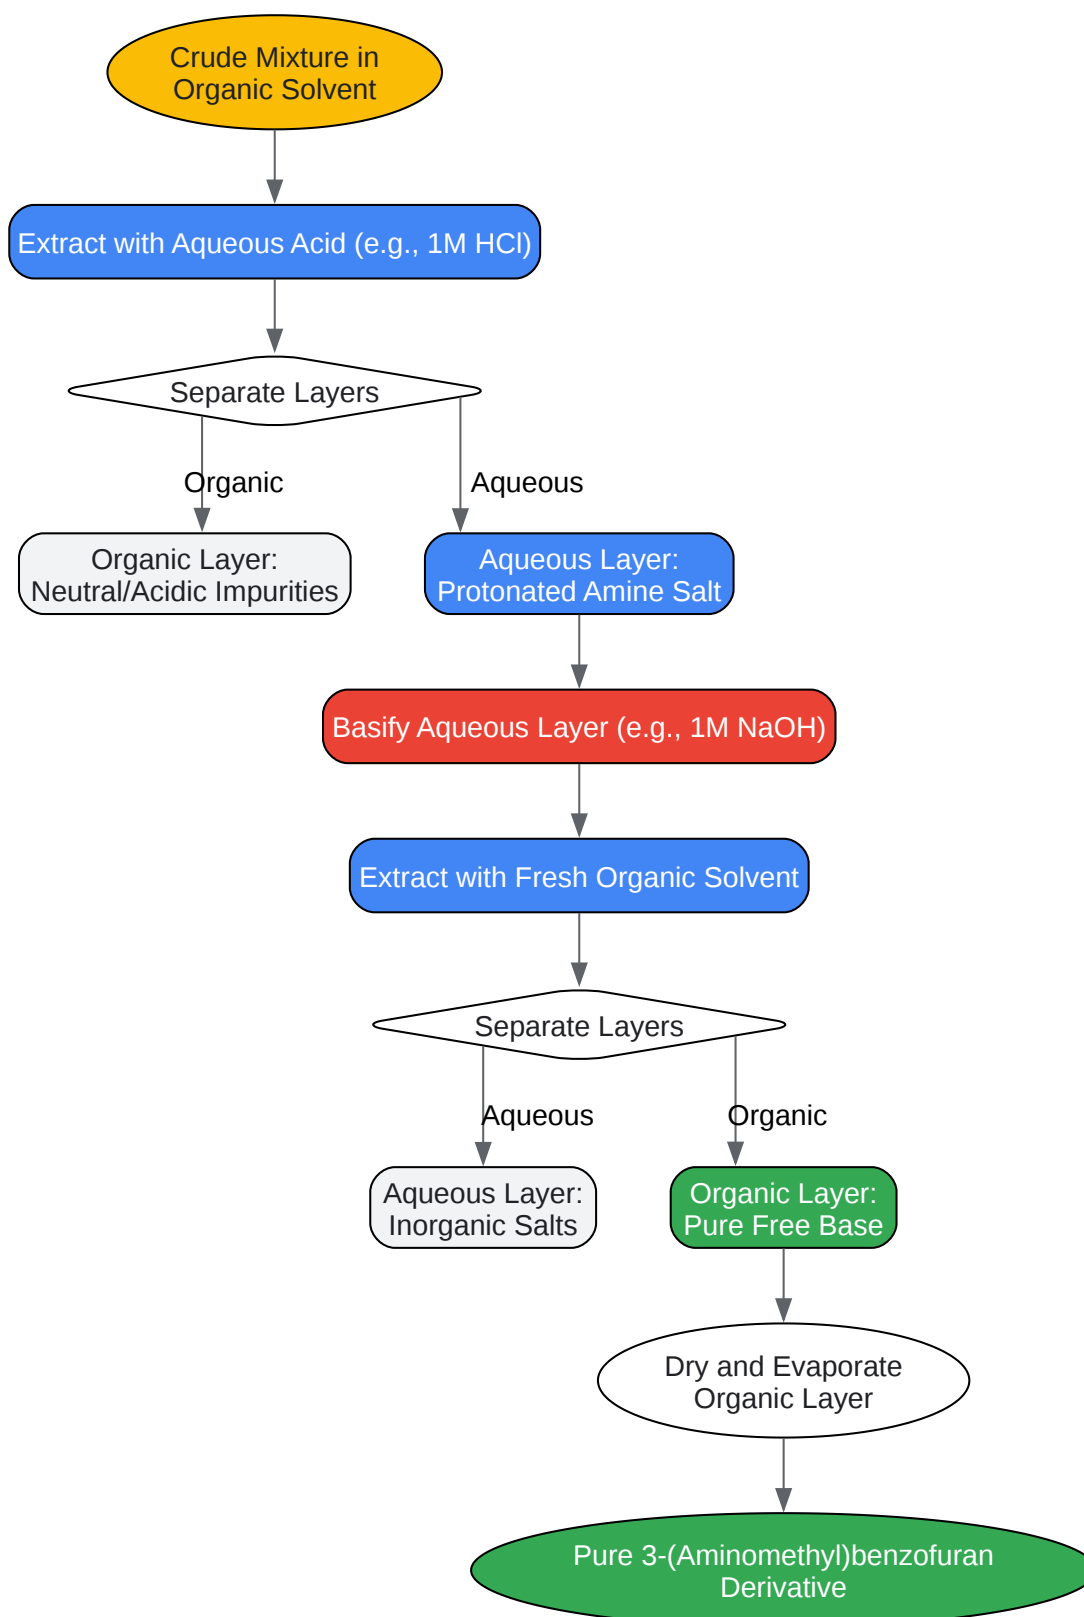 Crude Mixture in
Organic Solvent
Extract with Aqueous Acid (e.g., 1M HCl)
Separate Layers
Organic
Aqueous
Organic Layer:
Neutral/Acidic Impurities
Aqueous Layer:
Protonated Amine Salt
Basify Aqueous Layer (e.g., 1M NaOH)
Extract with Fresh Organic Solvent
Separate Layers
Aqueous
Organic
Aqueous Layer:
Inorganic Salts
Organic Layer:
Pure Free Base
Dry and Evaporate
Organic Layer
Pure 3-(Aminomethyl)benzofuran
Derivative